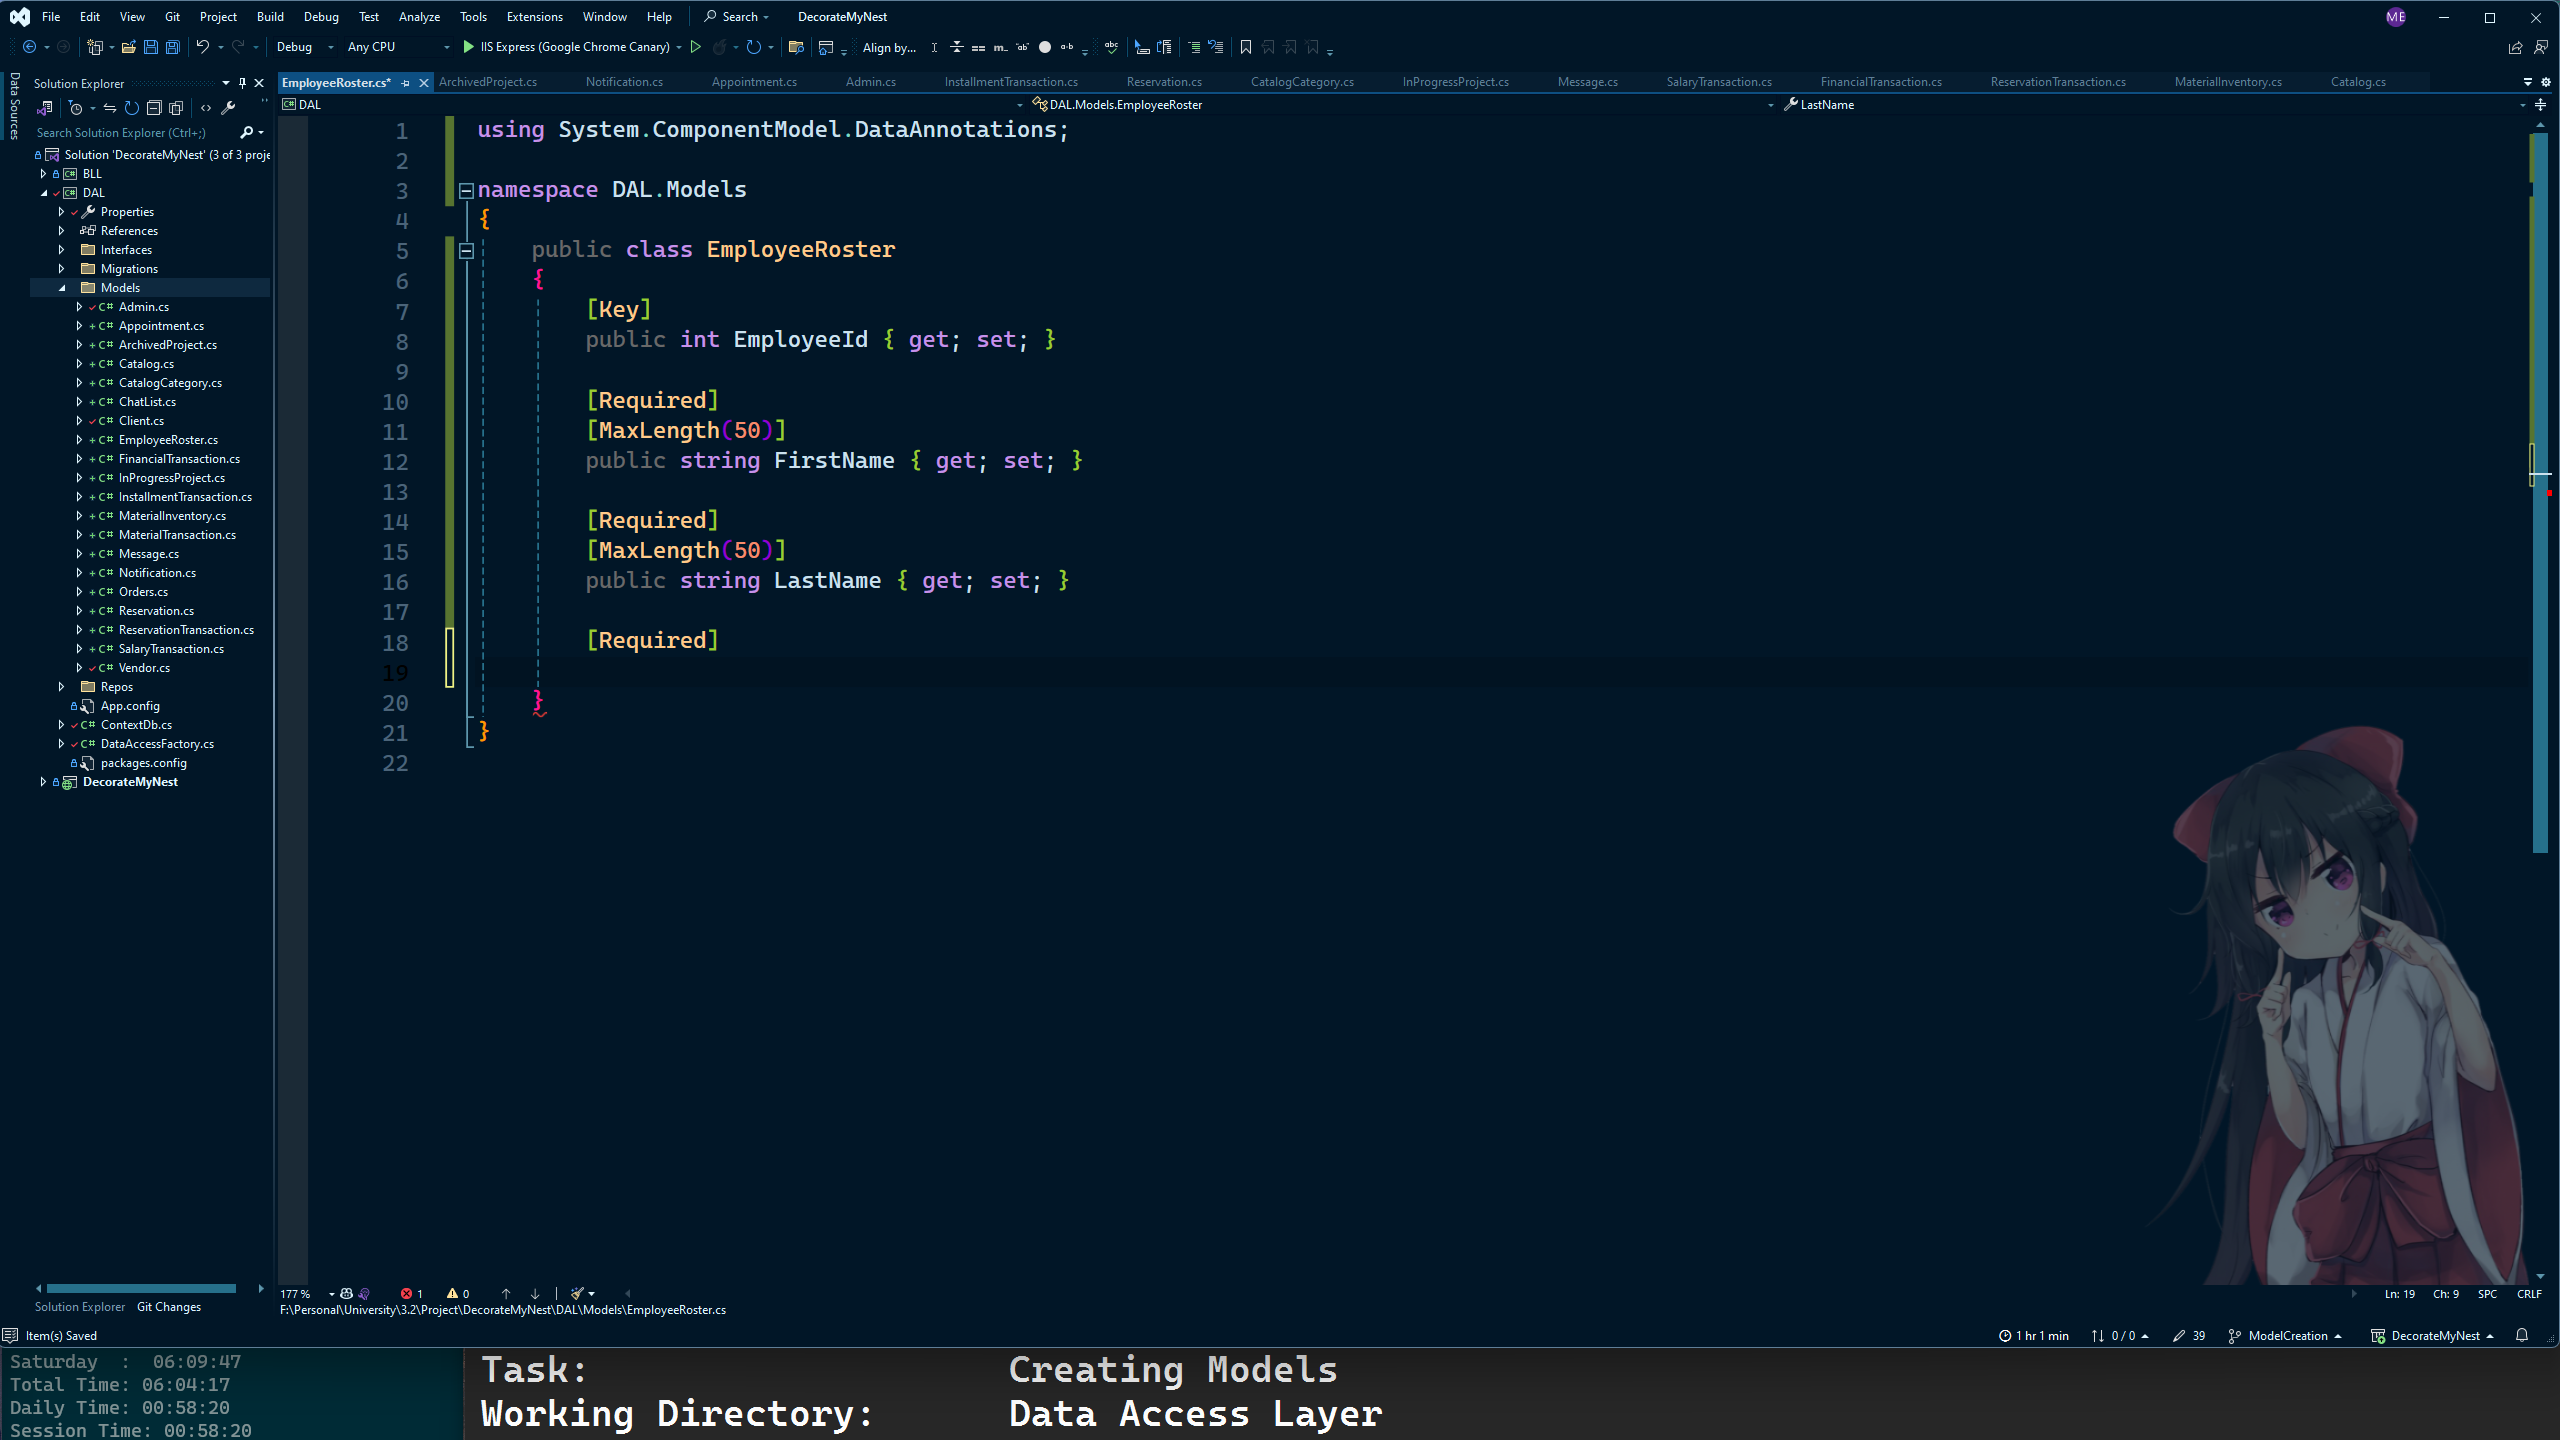 File Edit View Git Project Build Debug Test Analyze Tools Extensions Window Help Search DecorateMyNest ME
Debug Any CPU IIS Express (Google Chrome Canary) Align by...
Data Sources
Solution Explorer
Search Solution Explorer (Ctrl+;)
Solution 'DecorateMyNest' (3 of 3 proje
BLL
DAL
Properties
References
Interfaces
Migrations
Models
C# Admin.cs
C# Appointment.cs
C# ArchivedProject.cs
C# Catalog.cs
C# CatalogCategory.cs
C# ChatList.cs
C# Client.cs
C# EmployeeRoster.cs
C# FinancialTransaction.cs
C# InProgressProject.cs
C# InstallmentTransaction.cs
C# MaterialInventory.cs
C# MaterialTransaction.cs
C# Message.cs
C# Notification.cs
C# Orders.cs
C# Reservation.cs
C# ReservationTransaction.cs
C# SalaryTransaction.cs
C# Vendor.cs
Repos
App.config
C# ContextDb.cs
C# DataAccessFactory.cs
packages.config
DecorateMyNest
Solution Explorer Git Changes
EmployeeRoster.cs* ArchivedProject.cs Notification.cs Appointment.cs Admin.cs InstallmentTransaction.cs Reservation.cs CatalogCategory.cs InProgressProject.cs Message.cs SalaryTransaction.cs FinancialTransaction.cs ReservationTransaction.cs MaterialInventory.cs Catalog.cs
DAL DAL.Models.EmployeeRoster LastName
1 using System.ComponentModel.DataAnnotations;
2
3 namespace DAL.Models
4 {
5 public class EmployeeRoster
6 {
7 [Key]
8 public int EmployeeId { get; set; }
9
10 [Required]
11 [MaxLength(50)]
12 public string FirstName { get; set; }
13
14 [Required]
15 [MaxLength(50)]
16 public string LastName { get; set; }
17
18 [Required]
19
20 }
21 }
22
177 % 1 0 Ln: 19 Ch: 9 SPC CRLF
F:\Personal\University\3.2\Project\DecorateMyNest\DAL\Models\EmployeeRoster.cs
Item(s) Saved 1 hr 1 min 0 / 0 39 ModelCreation DecorateMyNest
Saturday : 06:09:47
Total Time: 06:04:17
Daily Time: 00:58:20
Session Time: 00:58:20
Task: Creating Models
Working Directory: Data Access Layer